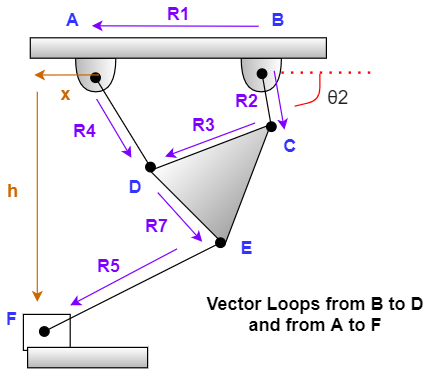 A R1 B
x R2 θ2
R4 R3
C
D
h R7
E
R5
F
Vector Loops from B to D
and from A to F